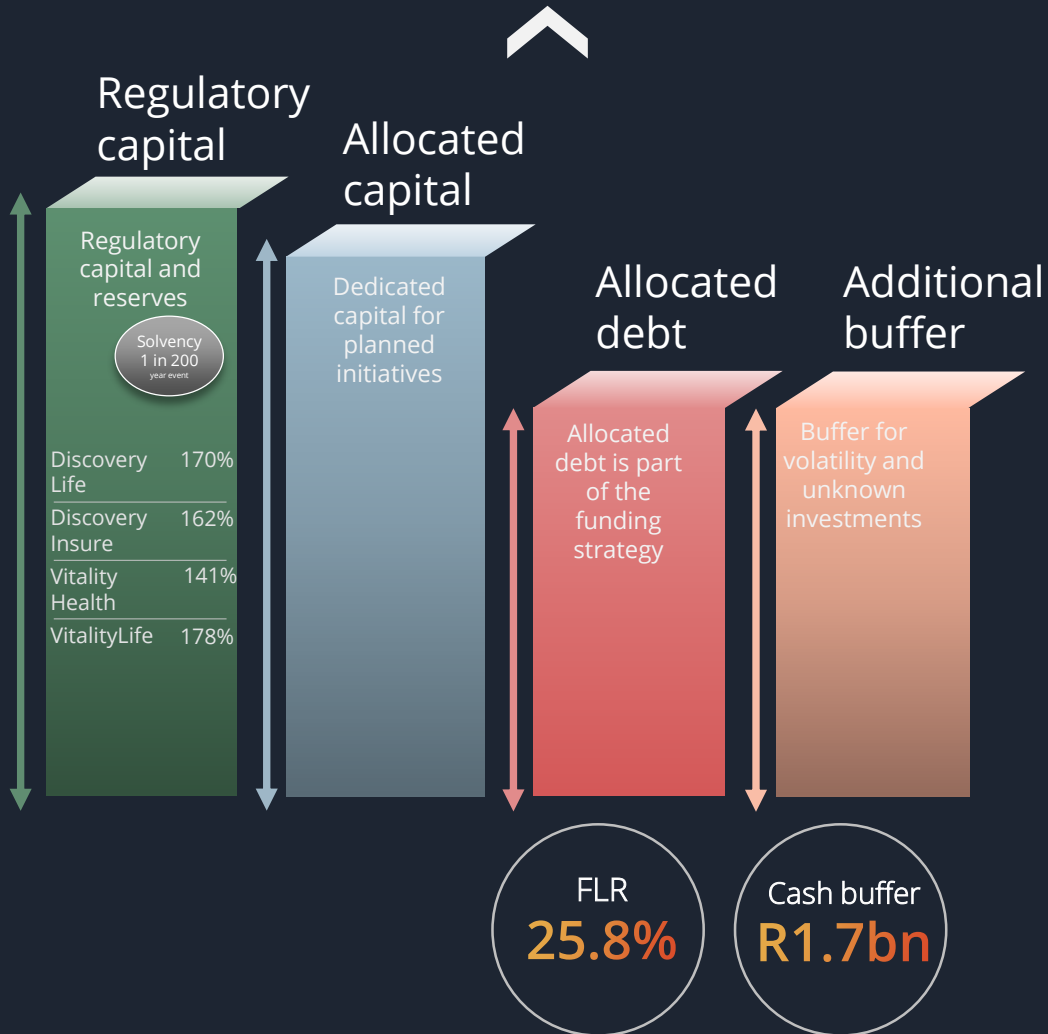 Regulatory
capital
Regulatory
capital and
reserves
Solvency
1 in 200
year event
Discovery 170%
Life
Discovery 162%
Insure
Vitality 141%
Health
VitalityLife 178%
Allocated
capital
Dedicated
capital for
planned
initiatives
Allocated
debt
Allocated
debt is part
of the
funding
strategy
FLR
25.8%
Additional
buffer
Buffer for
volatility and
unknown
investments
Cash buffer
R1.7bn